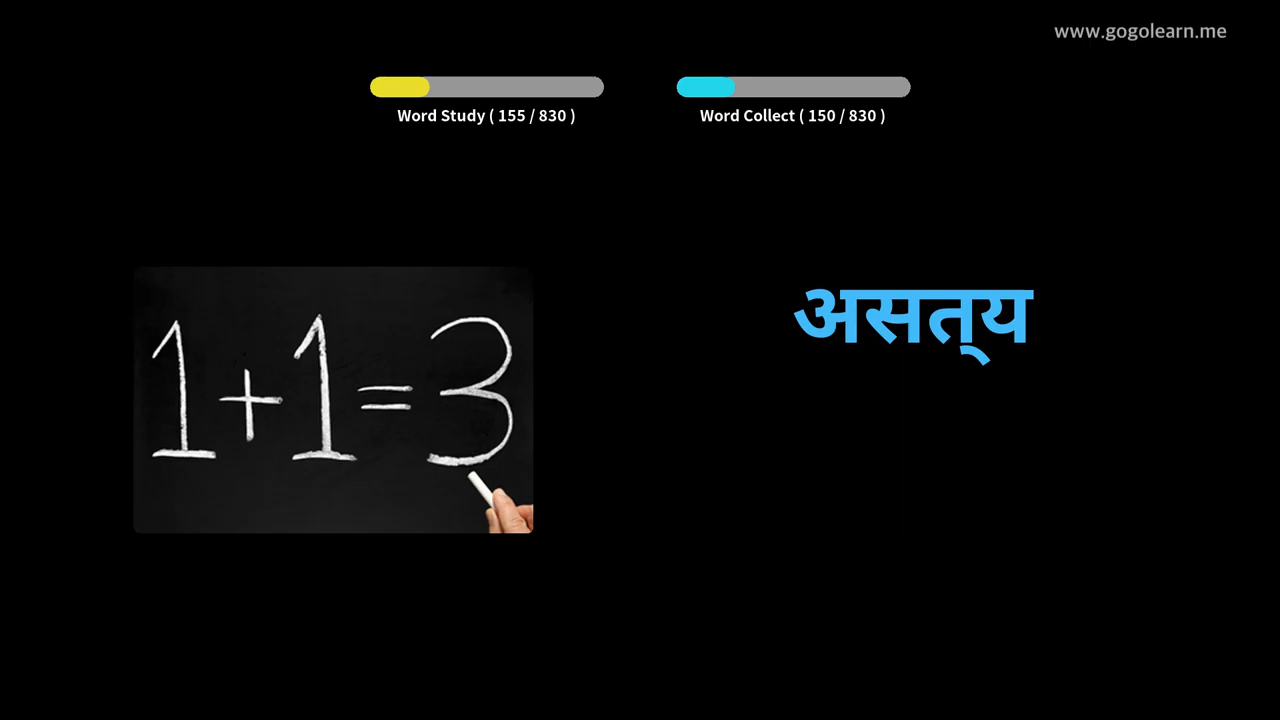 www.gogolearn.me
Word Study ( 155 / 830 )
Word Collect ( 150 / 830 )
1+1=3
असत्‌य